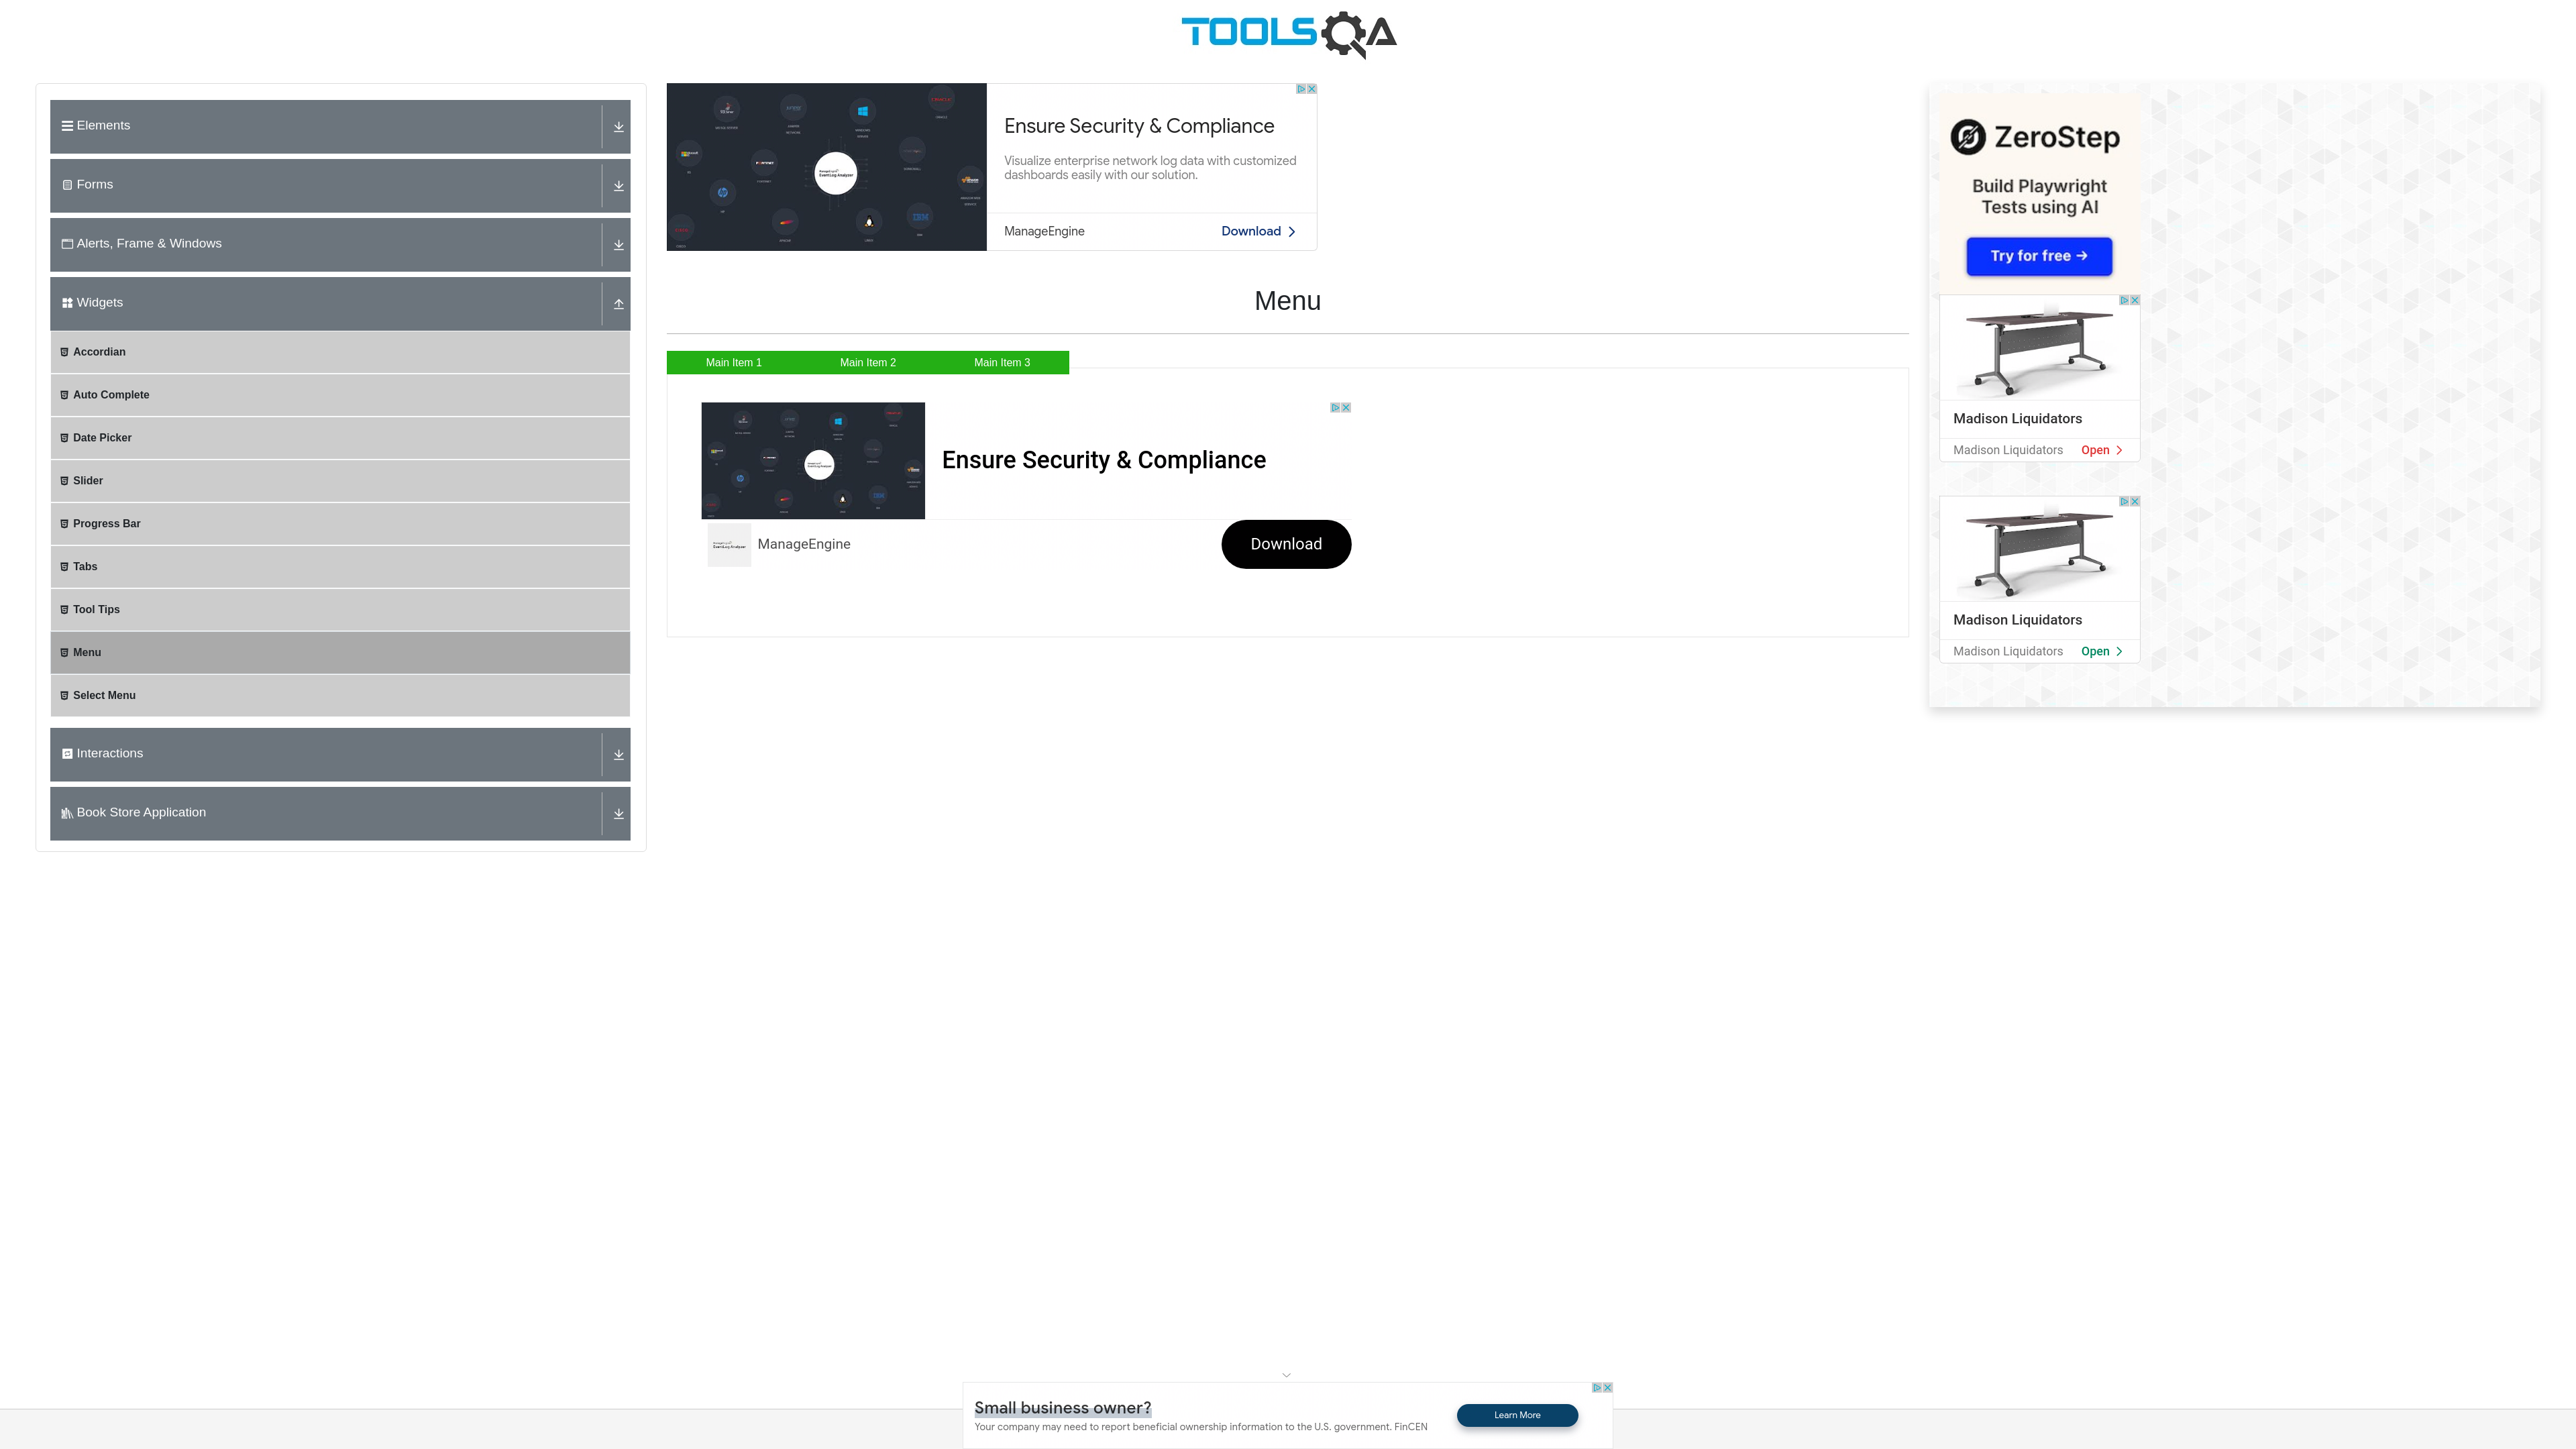 TOOLSQA
Elements
Forms
Alerts, Frame & Windows
Widgets
Accordian
Auto Complete
Date Picker
Slider
Progress Bar
Tabs
Tool Tips
Menu
Select Menu
Interactions
Book Store Application
Ensure Security & Compliance
Visualize enterprise network log data with customized
dashboards easily with our solution.
ManageEngine
Download
Menu
Main Item 1
Main Item 2
Main Item 3
Ensure Security & Compliance
ManageEngine
Download
ZeroStep
Build Playwright
Tests using AI
Try for free →
Madison Liquidators
Madison Liquidators
Open
Madison Liquidators
Madison Liquidators
Open
Small business owner?
Your company may need to report beneficial ownership information to the U.S. government. FinCEN
Learn More